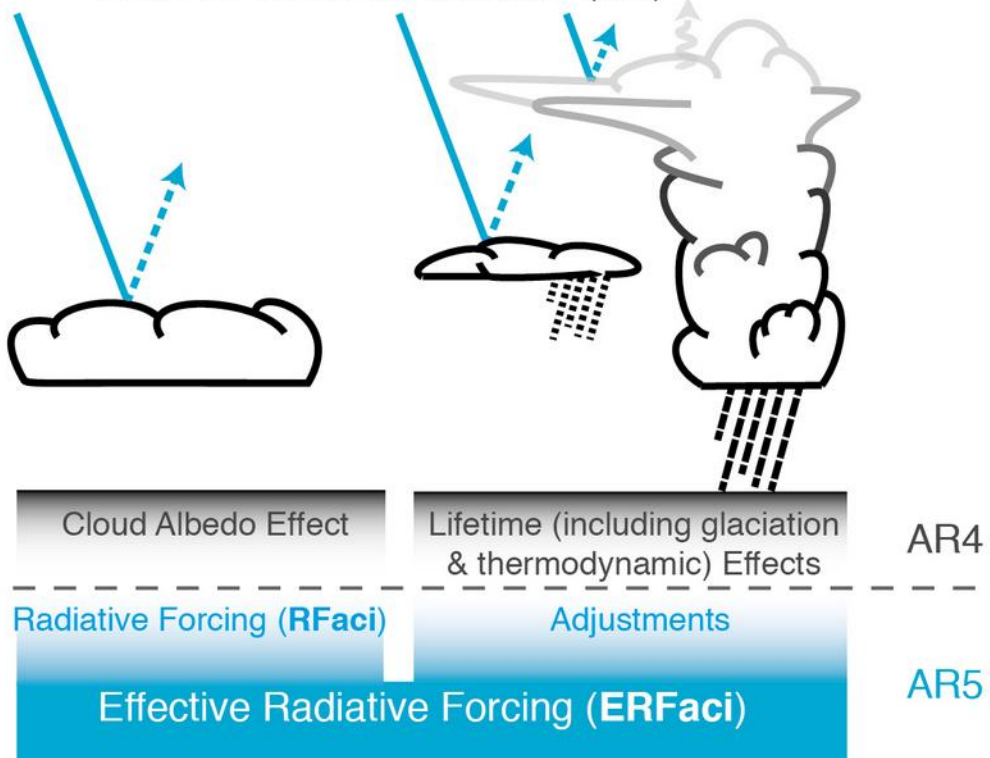 Cloud Albedo Effect
Lifetime (including glaciation
& thermodynamic) Effects
AR4
Radiative Forcing (RFaci)
Adjustments
AR5
Effective Radiative Forcing (ERFaci)